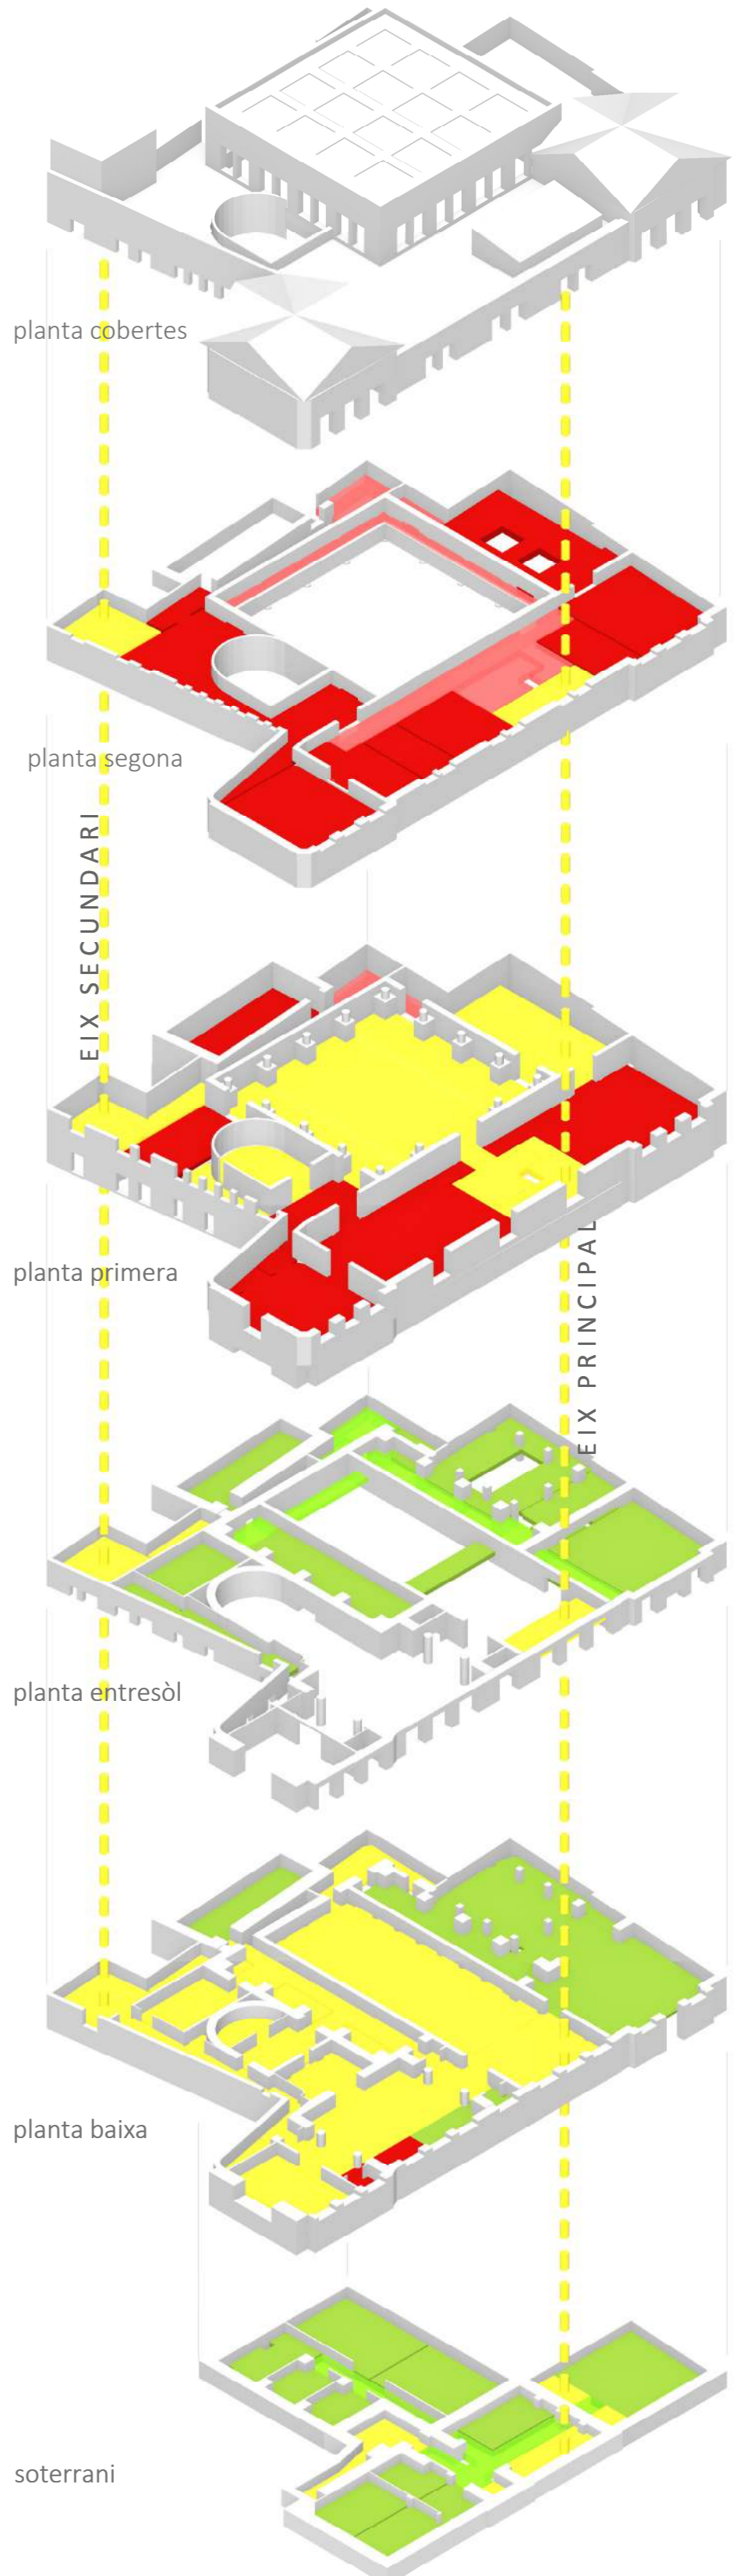 planta cobertes
planta segona
EIX SECUNDARI
planta primera
EIX PRINCIPAL
planta entresòl
planta baixa
soterrani